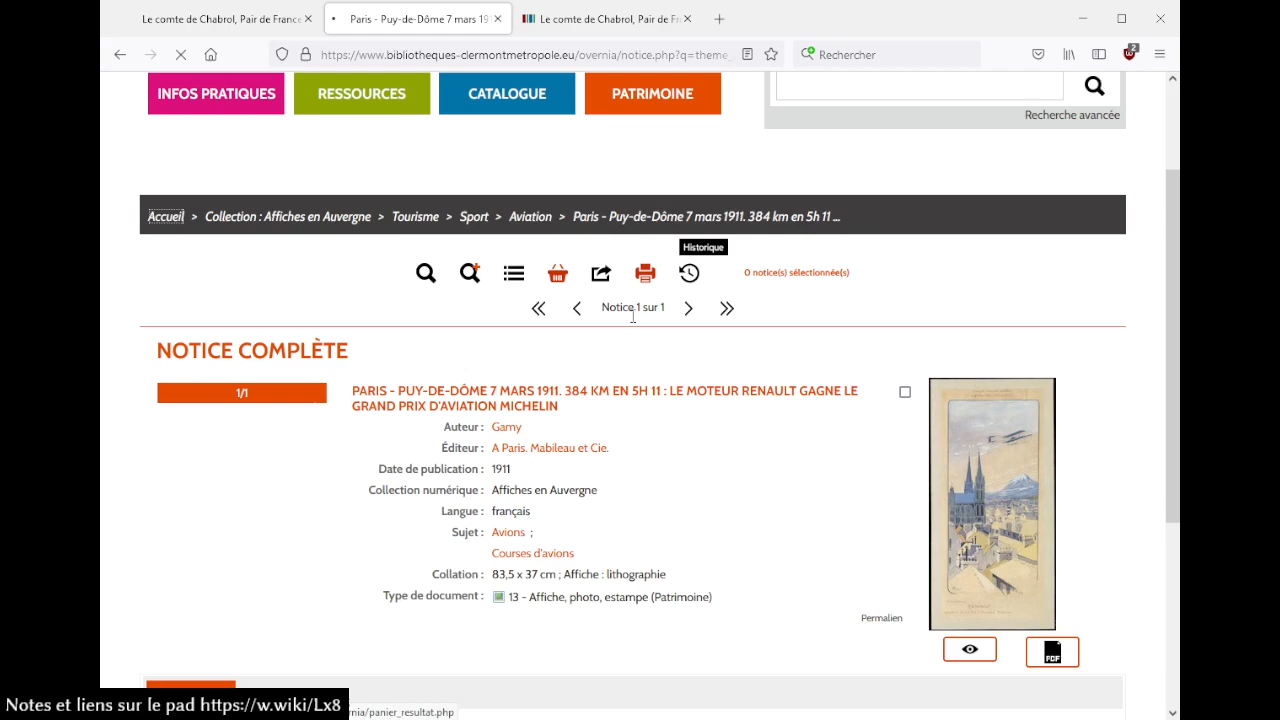 Le comte de Chabrol, Pair de France
Paris - Puy-de-Dôme 7 mars 191
Le comte de Chabrol, Pair de Fr
https://www.bibliotheques-clermontmetropole.eu/overnia/notice.php?q=theme_
Rechercher
2
INFOS PRATIQUES
RESSOURCES
CATALOGUE
PATRIMOINE
Recherche avancée
Accueil > Collection : Affiches en Auvergne > Tourisme > Sport > Aviation > Paris - Puy-de-Dôme 7 mars 1911. 384 km en 5h 11 ...
Historique
0 notice(s) sélectionnée(s)
Notice 1 sur 1
NOTICE COMPLÈTE
1/1
PARIS - PUY-DE-DÔME 7 MARS 1911. 384 KM EN 5H 11 : LE MOTEUR RENAULT GAGNE LE
GRAND PRIX D'AVIATION MICHELIN
Auteur : Gamy
Éditeur : A Paris. Mabileau et Cie.
Date de publication : 1911
Collection numérique : Affiches en Auvergne
Langue : français
Sujet : Avions ;
Courses d'avions
Collation : 83,5 x 37 cm ; Affiche : lithographie
Type de document : 13 - Affiche, photo, estampe (Patrimoine)
Permalien
PDF
Notes et liens sur le pad https://w.wiki/Lx8
rnia/panier_resultat.php